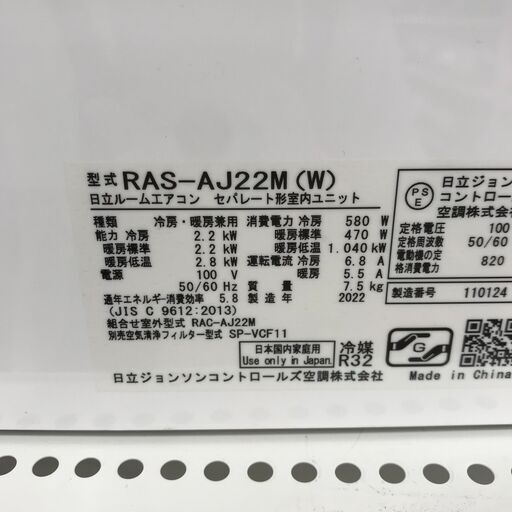 型式 RAS-AJ22M(W)
日立ルームエアコン セパレート形室内ユニット
種類 冷房・暖房兼用
能力 冷房 2.2 kW
暖房標準 2.2 kW
暖房低温 2.8 kW
電源 100 V
50/60 Hz
通年エネルギー消費効率 5.8
(JIS C 9612:2013)
組合せ室外型式 RAC-AJ22M
別売空気清浄フィルター型式 SP-VCF11
消費電力 冷房 580 W
暖房標準 470 W
暖房低温 1.040 kW
運転電流 冷房 6.8 A
暖房 5.5 A
質量 7.5 kg
製造年 2022
日本国内家庭用
Use only in Japan.
冷媒
R32
日立ジョンソンコントロールズ空調株式会社
PS
E
日立ジョン
コントロール
空調株式会
定格電圧 100
定格周波数 50/60
電動機の定
格消費電力 820
製造番号 110124
G
Made in China